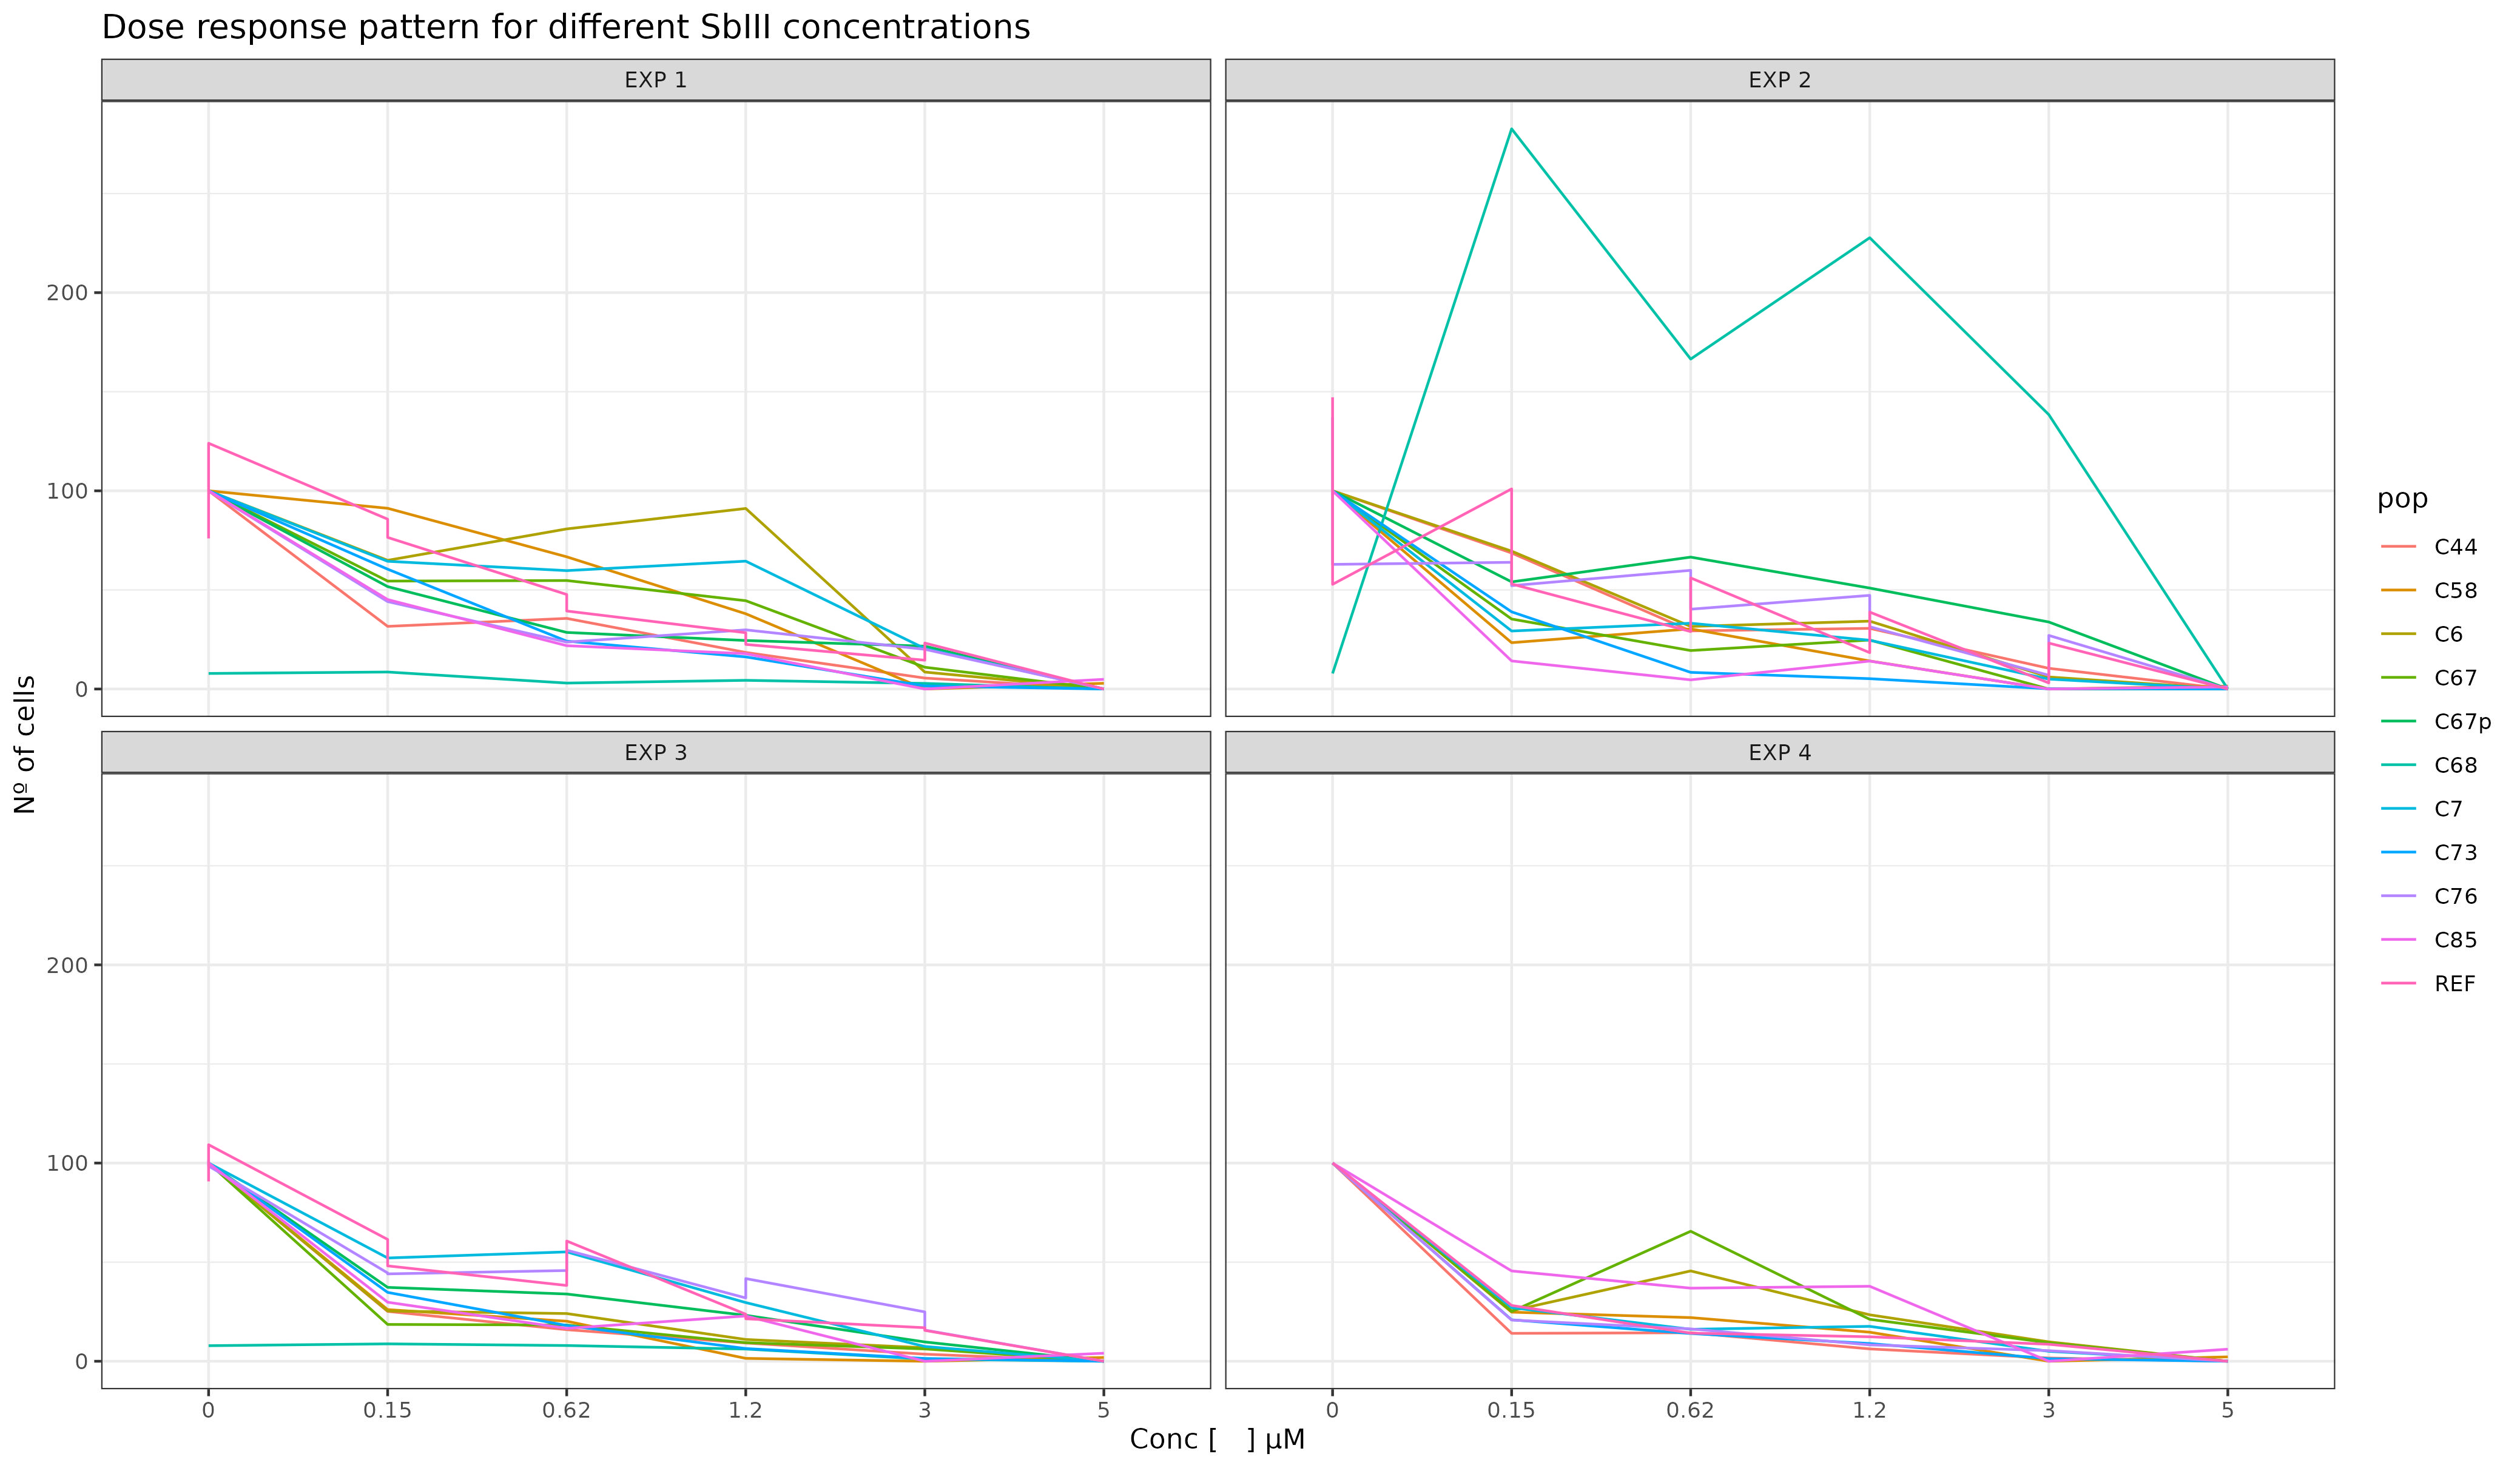 Dose response pattern for different SbIII concentrations
EXP 1
EXP 2
200
100
0
EXP 3
EXP 4
200
100
0
Nº of cells
0 0.15 0.62 1.2 3 5
0 0.15 0.62 1.2 3 5
Conc [ ] µM
pop
C44
C58
C6
C67
C67p
C68
C7
C73
C76
C85
REF